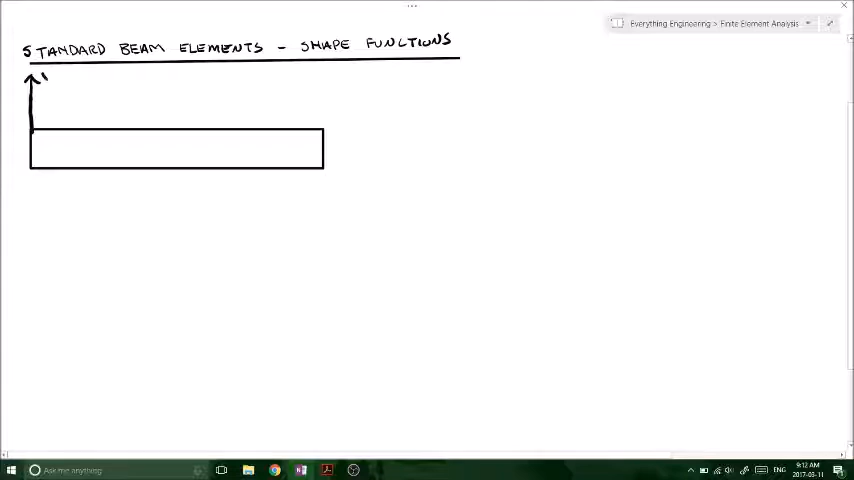 Everything Engineering > Finite Element Analysis
STANDARD BEAM ELEMENTS - SHAPE FUNCTIONS
Ask me anything
ENG
9:12 AM
2017-03-11